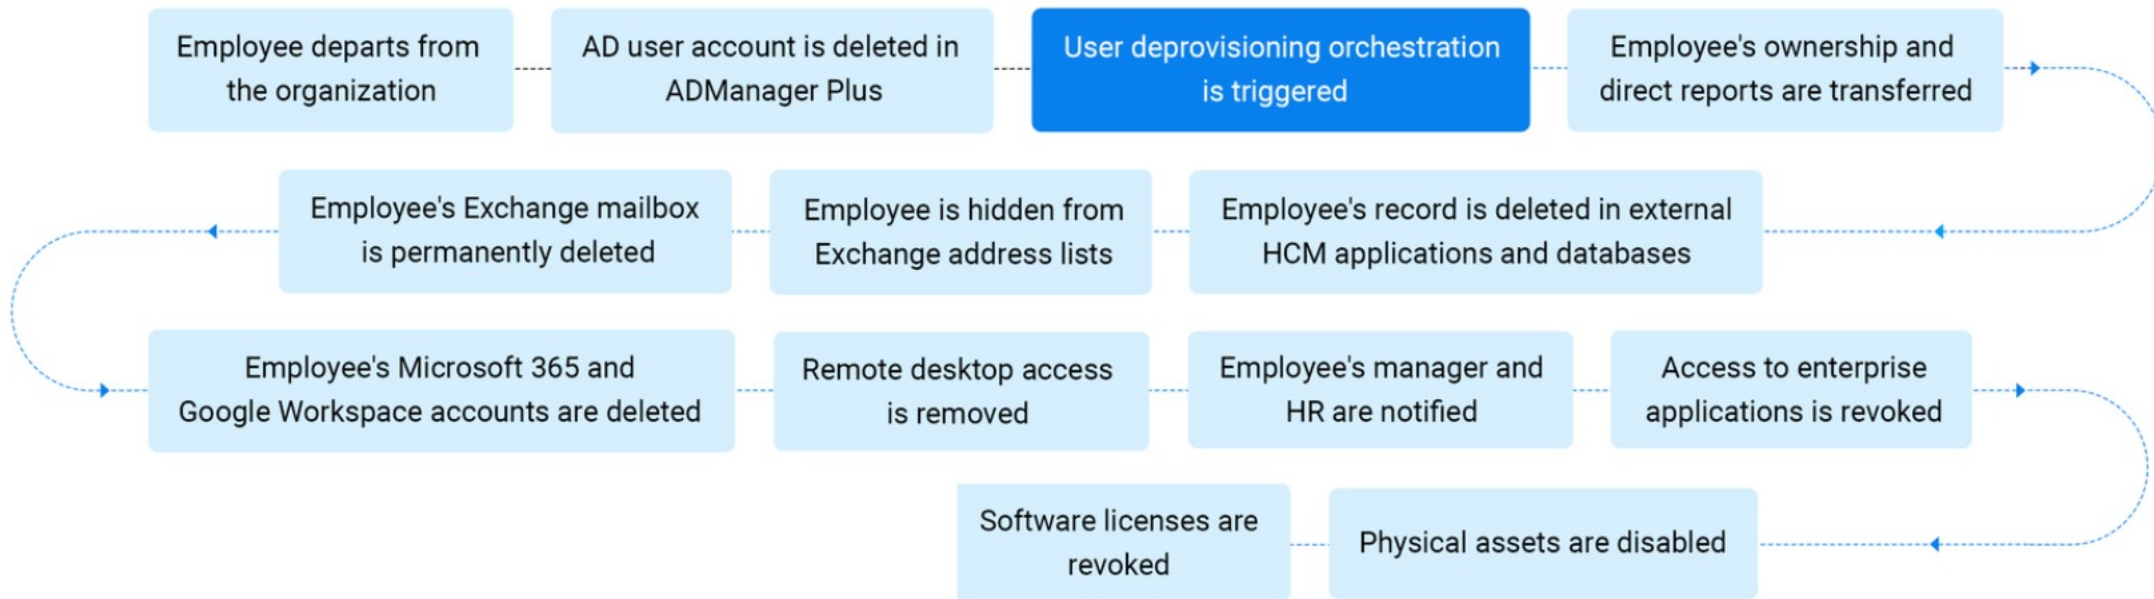 Employee departs from
the organization
AD user account is deleted in
ADManager Plus
User deprovisioning orchestration
is triggered
Employee's ownership and
direct reports are transferred
Employee's record is deleted in external
HCM applications and databases
Employee is hidden from
Exchange address lists
Employee's Exchange mailbox
is permanently deleted
Employee's Microsoft 365 and
Google Workspace accounts are deleted
Remote desktop access
is removed
Employee's manager and
HR are notified
Access to enterprise
applications is revoked
Physical assets are disabled
Software licenses are
revoked